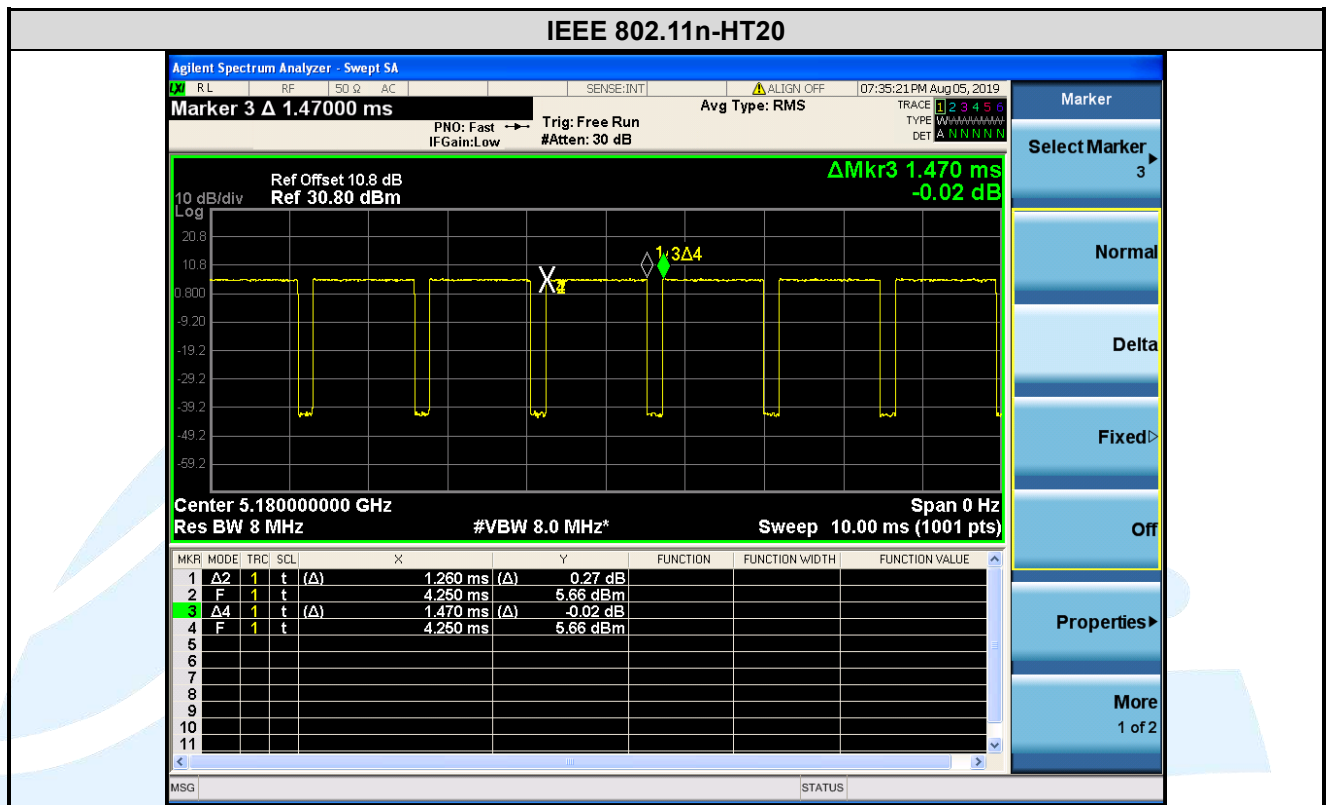 IEEE 802.11n-HT20
Agilent Spectrum Analyzer - Swept SA
LXI RL RF 50 Ω AC SENSE:INT ALIGN OFF 07:35:21 PM Aug 05, 2019
Marker 3 Δ 1.47000 ms
PNO: Fast
IFGain:Low
Trig: Free Run
#Atten: 30 dB
Avg Type: RMS
TRACE 1 2 3 4 5 6
TYPE
DET A N N N N N
ΔMkr3 1.470 ms
-0.02 dB
Ref Offset 10.8 dB
10 dB/div Ref 30.80 dBm
Log
20.8
10.8
0.800
-9.20
-19.2
-29.2
-39.2
-49.2
-59.2
3Δ4
Center 5.180000000 GHz Span 0 Hz
Res BW 8 MHz #VBW 8.0 MHz* Sweep 10.00 ms (1001 pts)
MKR MODE TRC SCL X Y FUNCTION FUNCTION WIDTH FUNCTION VALUE
1 Δ2 1 t (Δ) 1.260 ms (Δ) 0.27 dB
2 F 1 t 4.250 ms 5.66 dBm
3 Δ4 1 t (Δ) 1.470 ms (Δ) -0.02 dB
4 F 1 t 4.250 ms 5.66 dBm
5
6
7
8
9
10
11
MSG STATUS
Marker
Select Marker
3
Normal
Delta
Fixed
Off
Properties
More
1 of 2